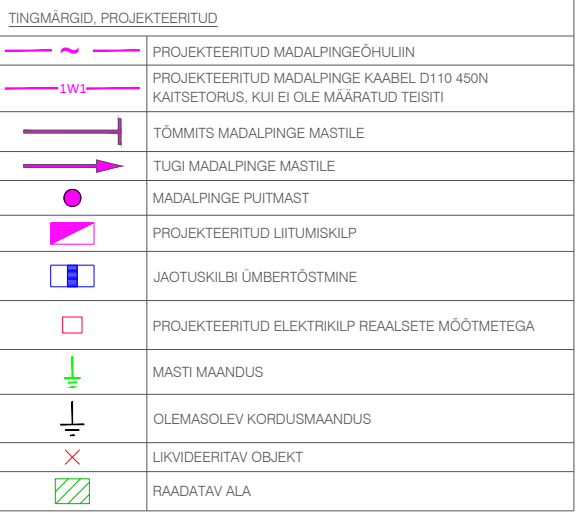 TINGMÄRGID, PROJEKTEERITUD
~ PROJEKTEERITUD MADALPINGEÕHULIIN
1W1 PROJEKTEERITUD MADALPINGE KAABEL D110 450N
KAITSETORUS, KUI EI OLE MÄÄRATUD TEISITI
TÕMMITS MADALPINGE MASTILE
TUGI MADALPINGE MASTILE
MADALPINGE PUITMAST
PROJEKTEERITUD LIITUMISKILP
JAOTUSKILBI ÜMBERTÕSTMINE
PROJEKTEERITUD ELEKTRIKILP REAALSETE MÕÕTMETEGA
MASTI MAANDUS
OLEMASOLEV KORDUSMAANDUS
LIKVIDEERITAV OBJEKT
RAADATAV ALA